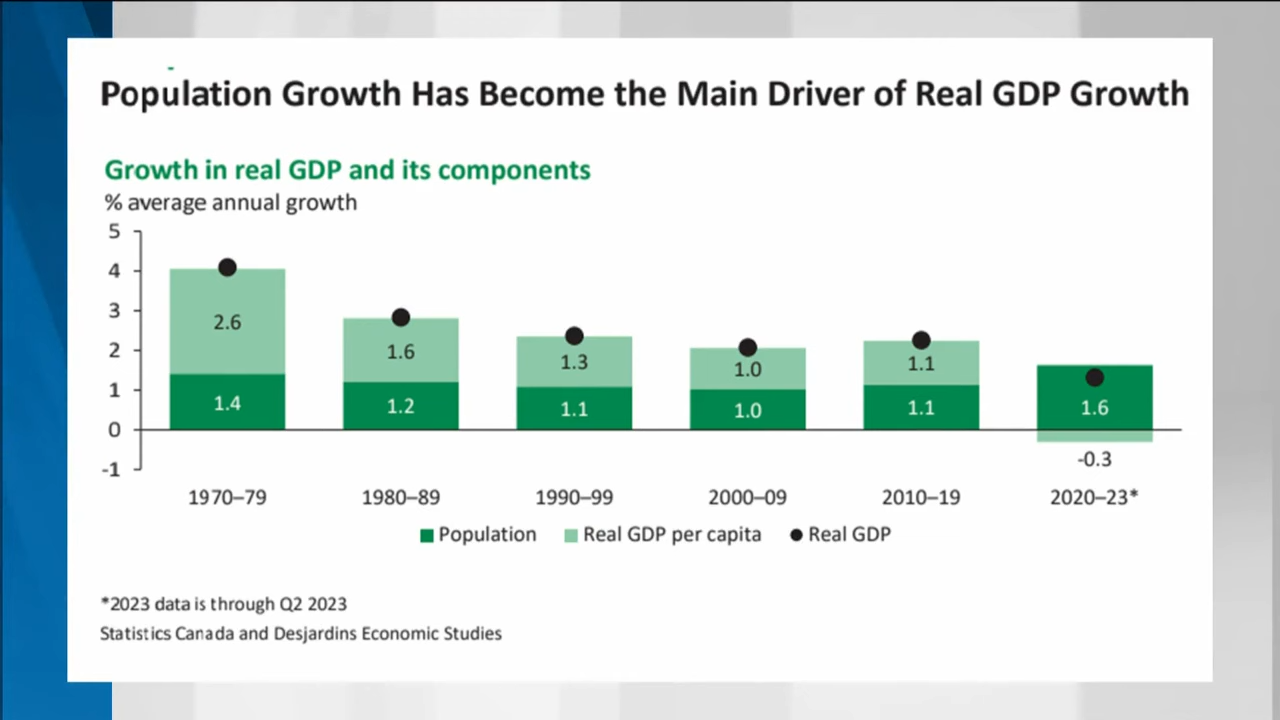 Population Growth Has Become the Main Driver of Real GDP Growth
Growth in real GDP and its components
% average annual growth
5
4
3
2
1
0
-1
2.6
1.4
1.6
1.2
1.3
1.1
1.0
1.0
1.1
1.1
1.6
-0.3
1970–79 1980–89 1990–99 2000–09 2010–19 2020–23*
Population Real GDP per capita Real GDP
*2023 data is through Q2 2023
Statistics Canada and Desjardins Economic Studies